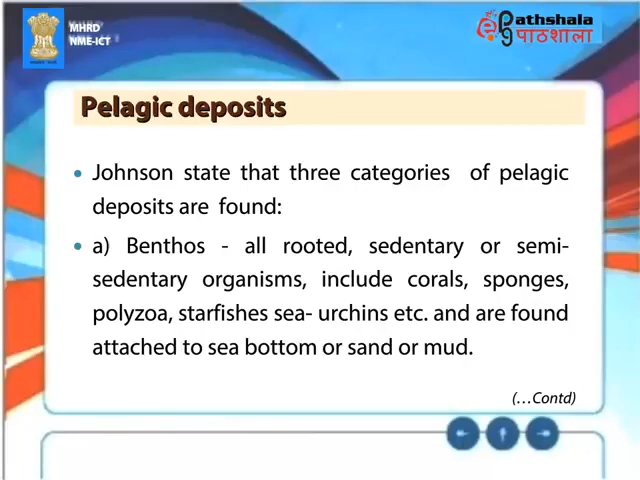 MHRD
NME-ICT
ePathshala
पाठशाला
Pelagic deposits
Johnson state that three categories of pelagic
deposits are found:
a) Benthos - all rooted, sedentary or semi-
sedentary organisms, include corals, sponges,
polyzoa, starfishes sea- urchins etc. and are found
attached to sea bottom or sand or mud.
(...Contd)